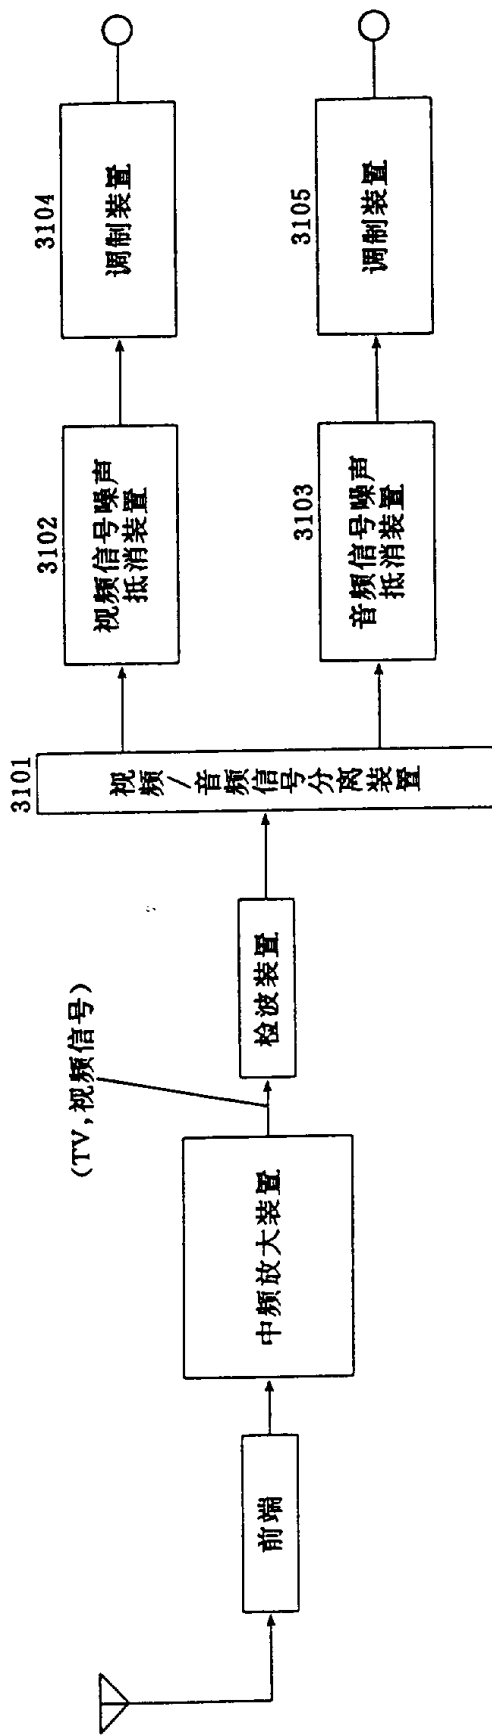 前端
中频放大装置
(TV,视频信号)
检波装置
3101
视频/音频信号分离装置
3102
视频信号噪声
抵消装置
3104
调制装置
3103
音频信号噪声
抵消装置
3105
调制装置